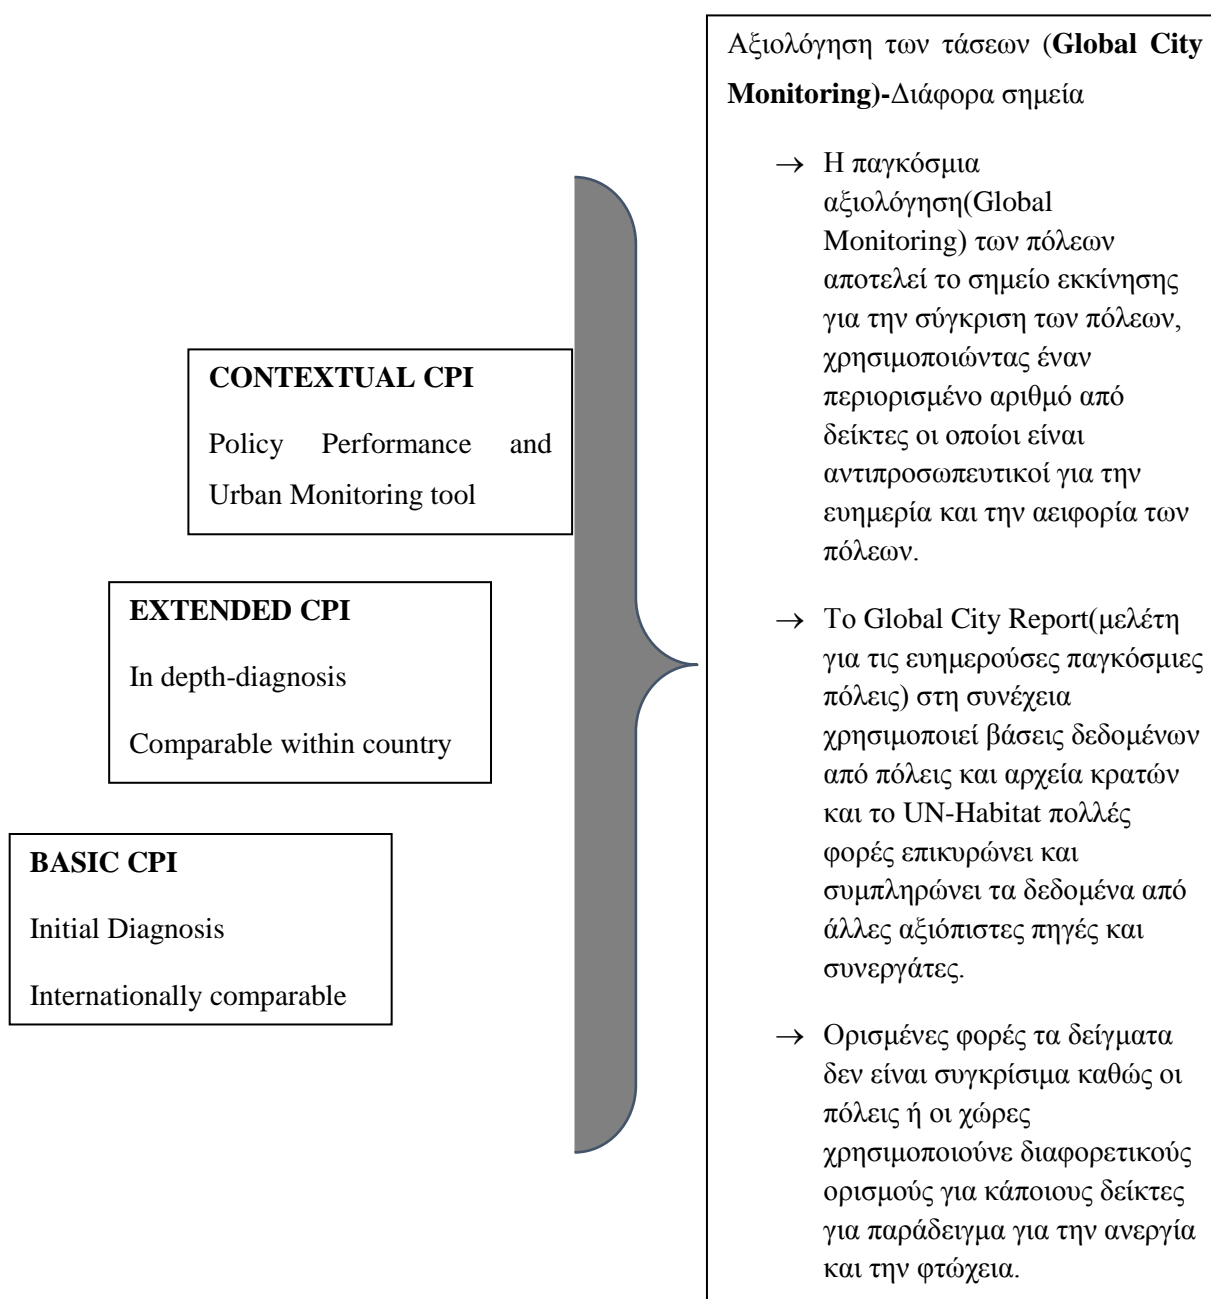 CONTEXTUAL CPI
Policy Performance and
Urban Monitoring tool
EXTENDED CPI
In depth-diagnosis
Comparable within country
BASIC CPI
Initial Diagnosis
Internationally comparable
Αξιολόγηση των τάσεων (Global City
Monitoring)-Διάφορα σημεία
→ Η παγκόσμια
αξιολόγηση(Global
Monitoring) των πόλεων
αποτελεί το σημείο εκκίνησης
για την σύγκριση των πόλεων,
χρησιμοποιώντας έναν
περιορισμένο αριθμό από
δείκτες οι οποίοι είναι
αντιπροσωπευτικοί για την
ευημερία και την αειφορία των
πόλεων.
→ Το Global City Report(μελέτη
για τις ευημερούσες παγκόσμιες
πόλεις) στη συνέχεια
χρησιμοποιεί βάσεις δεδομένων
από πόλεις και αρχεία κρατών
και το UN-Habitat πολλές
φορές επικυρώνει και
συμπληρώνει τα δεδομένα από
άλλες αξιόπιστες πηγές και
συνεργάτες.
→ Ορισμένες φορές τα δείγματα
δεν είναι συγκρίσιμα καθώς οι
πόλεις ή οι χώρες
χρησιμοποιούνε διαφορετικούς
ορισμούς για κάποιους δείκτες
για παράδειγμα για την ανεργία
και την φτώχεια.